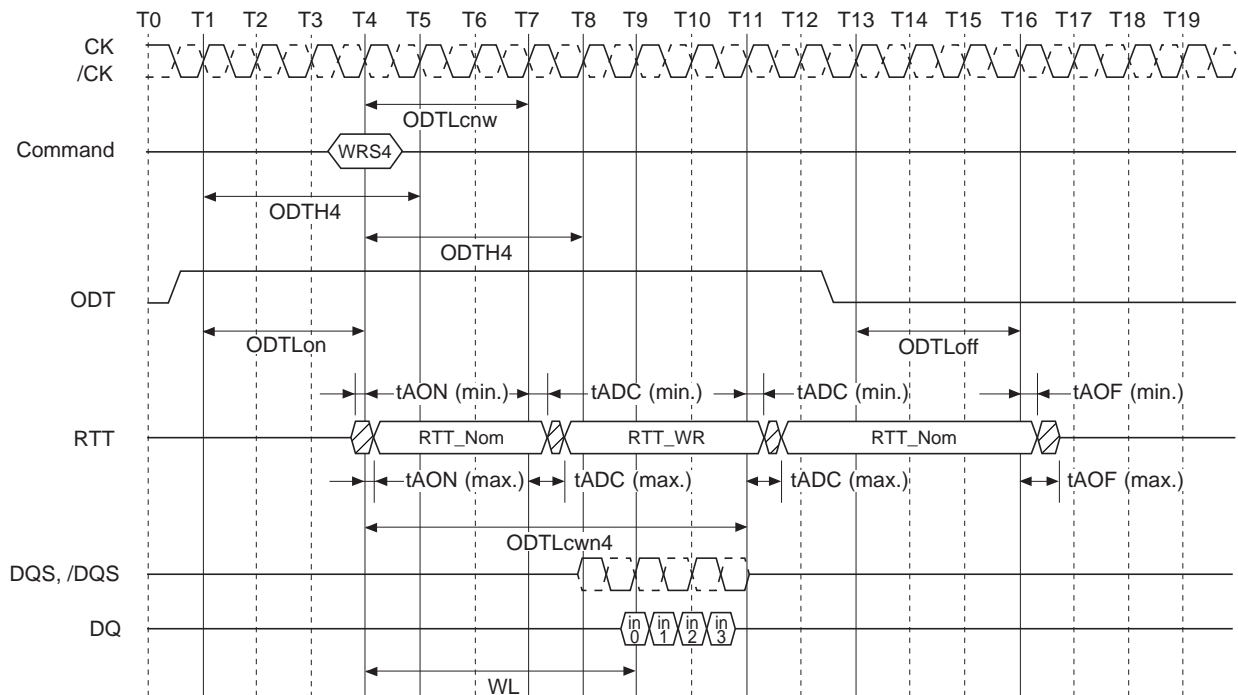 T0 T1 T2 T3 T4 T5 T6 T7 T8 T9 T10 T11 T12 T13 T14 T15 T16 T17 T18 T19
CK
/CK
ODTLcnw
Command WRS4
ODTH4
ODTH4
ODT
ODTLon ODTLoff
tAON (min.) tADC (min.) tADC (min.) tAOF (min.)
RTT RTT_Nom RTT_WR RTT_Nom
tAON (max.) tADC (max.) tADC (max.) tAOF (max.)
ODTLcwn4
DQS, /DQS
DQ in 0 in 1 in 2 in 3
WL